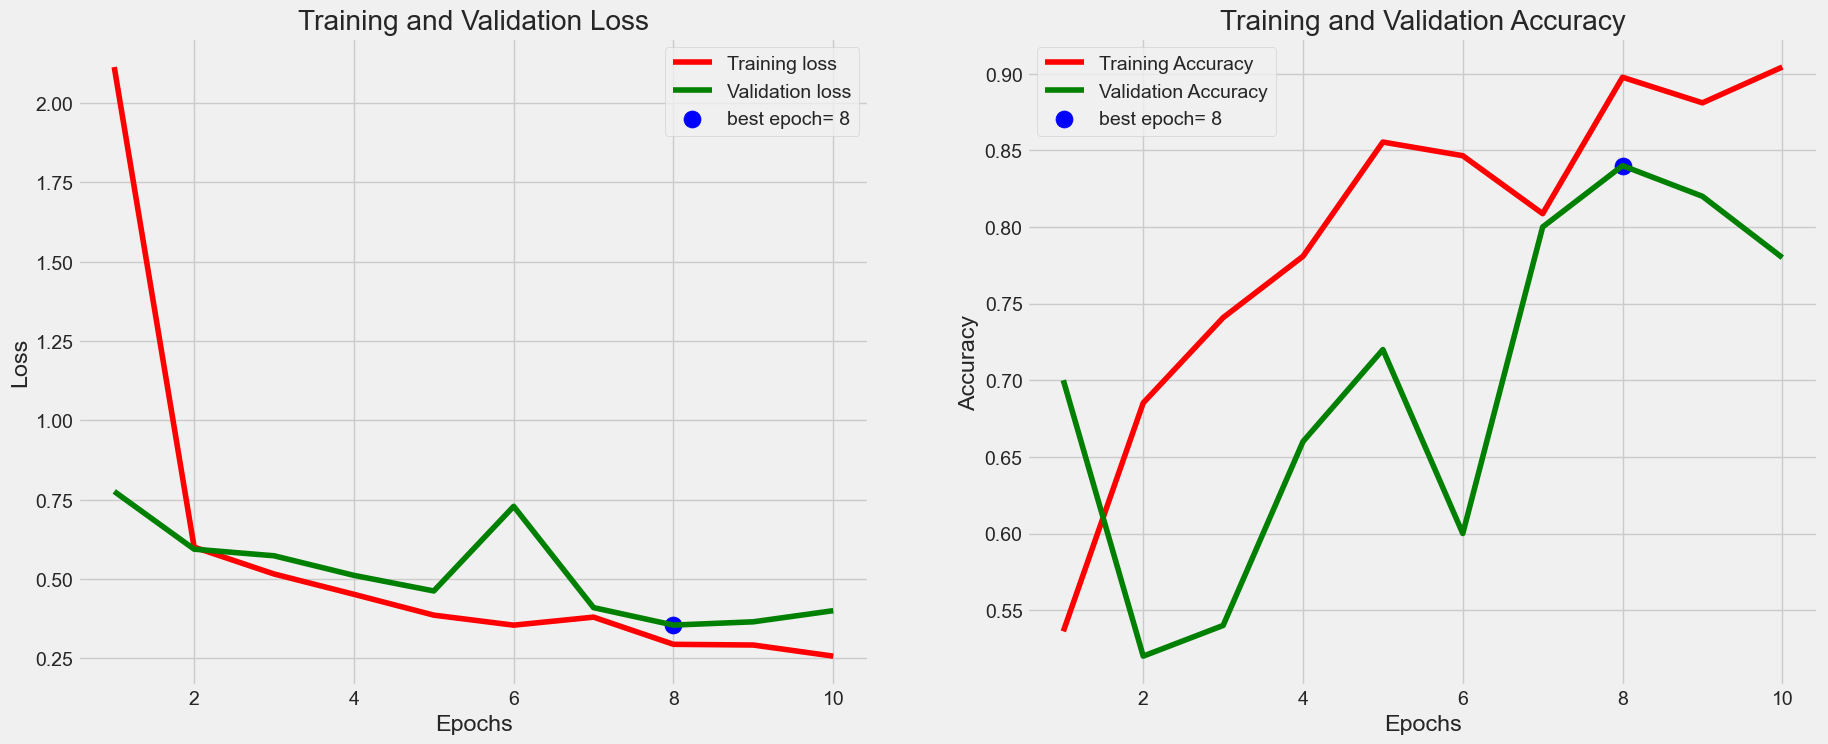 Training and Validation Loss
Training loss
Validation loss
best epoch= 8
2.00
1.75
1.50
1.25
1.00
0.75
0.50
0.25
Loss
2 4 6 8 10
Epochs
Training and Validation Accuracy
Training Accuracy
Validation Accuracy
best epoch= 8
0.90
0.85
0.80
0.75
0.70
0.65
0.60
0.55
Accuracy
2 4 6 8 10
Epochs